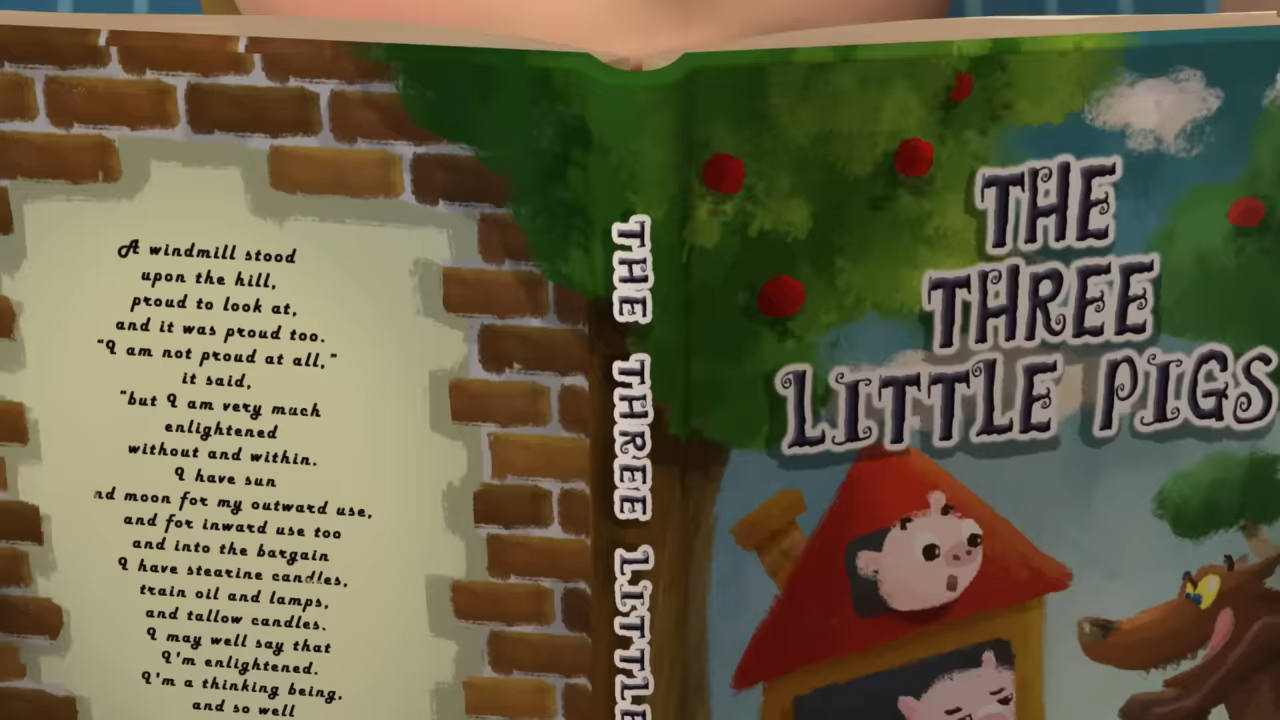 A windmill stood
upon the hill,
proud to look at,
and it was proud too.
"I am not proud at all,"
it said,
"but I am very much
enlightened
without and within.
I have sun
nd moon for my outward use,
and for inward use too
and into the bargain
I have stearine candles,
train oil and lamps,
and tallow candles.
I may well say that
I'm enlightened.
I'm a thinking being,
and so well
THE THREE LITTLE
THE
THREE
LITTLE PIGS